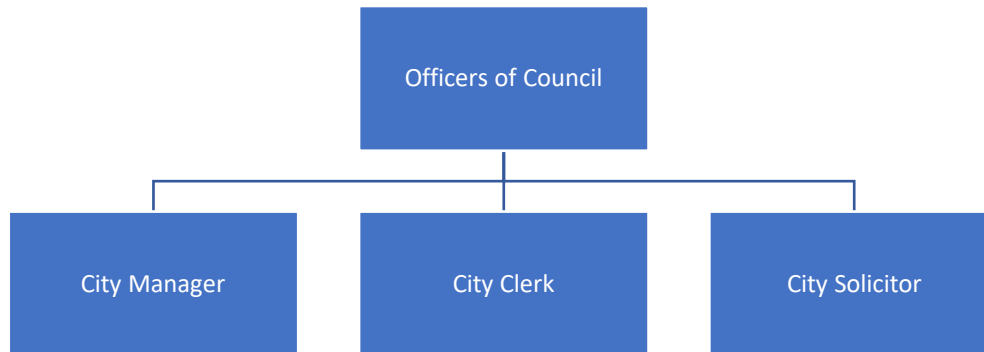 Officers of Council
City Manager
City Clerk
City Solicitor